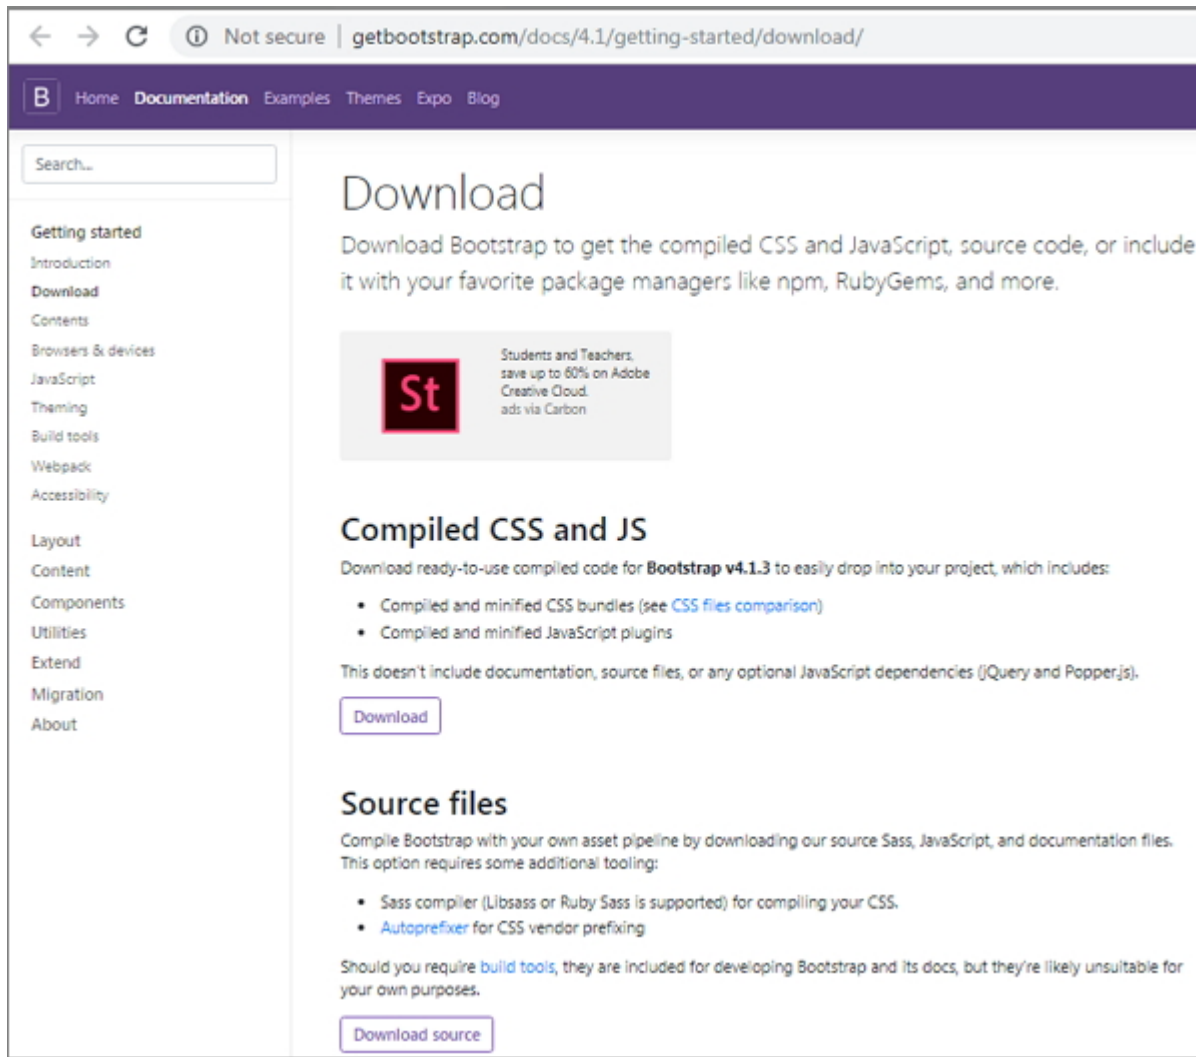 Not secure | getbootstrap.com/docs/4.1/getting-started/download/
B Home Documentation Examples Themes Expo Blog
Search...
Getting started
Introduction
Download
Contents
Browsers & devices
JavaScript
Theming
Build tools
Webpack
Accessibility
Layout
Content
Components
Utilities
Extend
Migration
About
Download
Download Bootstrap to get the compiled CSS and JavaScript, source code, or include
it with your favorite package managers like npm, RubyGems, and more.
St
Students and Teachers,
save up to 60% on Adobe
Creative Cloud.
ads via Carbon
Compiled CSS and JS
Download ready-to-use compiled code for Bootstrap v4.1.3 to easily drop into your project, which includes:
• Compiled and minified CSS bundles (see CSS files comparison)
• Compiled and minified JavaScript plugins
This doesn't include documentation, source files, or any optional JavaScript dependencies (jQuery and Popper.js).
Download
Source files
Compile Bootstrap with your own asset pipeline by downloading our source Sass, JavaScript, and documentation files.
This option requires some additional tooling:
• Sass compiler (Libsass or Ruby Sass is supported) for compiling your CSS.
• Autoprefixer for CSS vendor prefixing
Should you require build tools, they are included for developing Bootstrap and its docs, but they're likely unsuitable for
your own purposes.
Download source